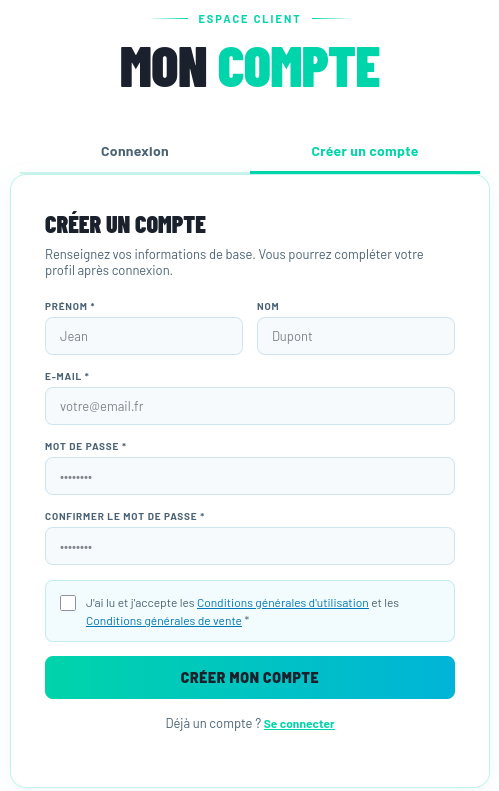 ESPACE CLIENT
MON COMPTE
Connexion
Créer un compte
CRÉER UN COMPTE
Renseignez vos informations de base. Vous pourrez compléter votre
profil après connexion.
PRÉNOM *
NOM
Jean
Dupont
E-MAIL *
votre@email.fr
MOT DE PASSE *
••••••••
CONFIRMER LE MOT DE PASSE *
••••••••
J'ai lu et j'accepte les Conditions générales d'utilisation et les
Conditions générales de vente *
CRÉER MON COMPTE
Déjà un compte ? Se connecter